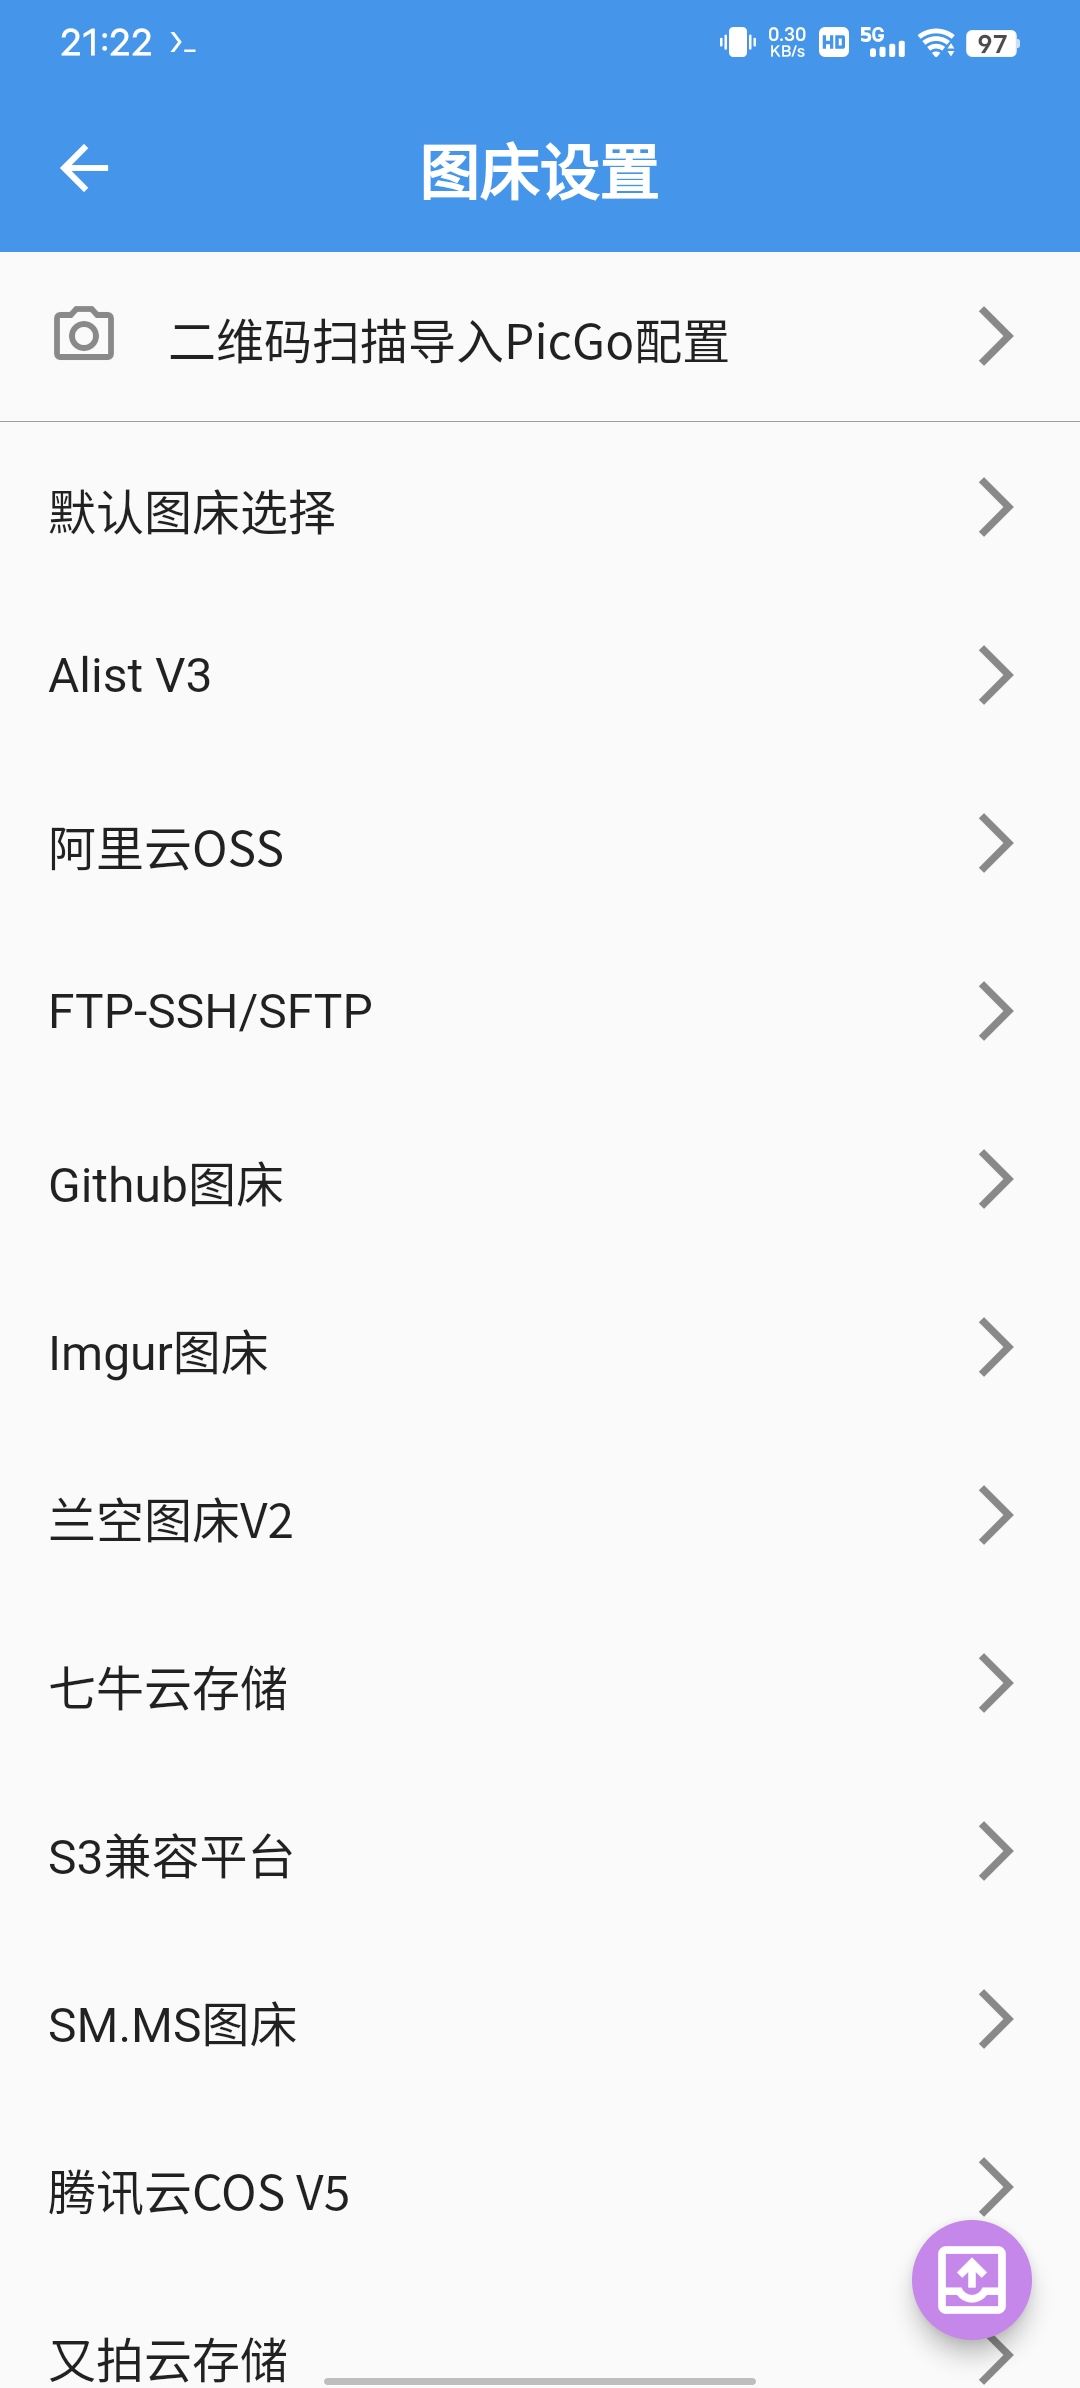 21:22
0.30 KB/s HD 5G 97
图床设置
二维码扫描导入PicGo配置
默认图床选择
Alist V3
阿里云OSS
FTP-SSH/SFTP
Github图床
Imgur图床
兰空图床V2
七牛云存储
S3兼容平台
SM.MS图床
腾讯云COS V5
又拍云存储